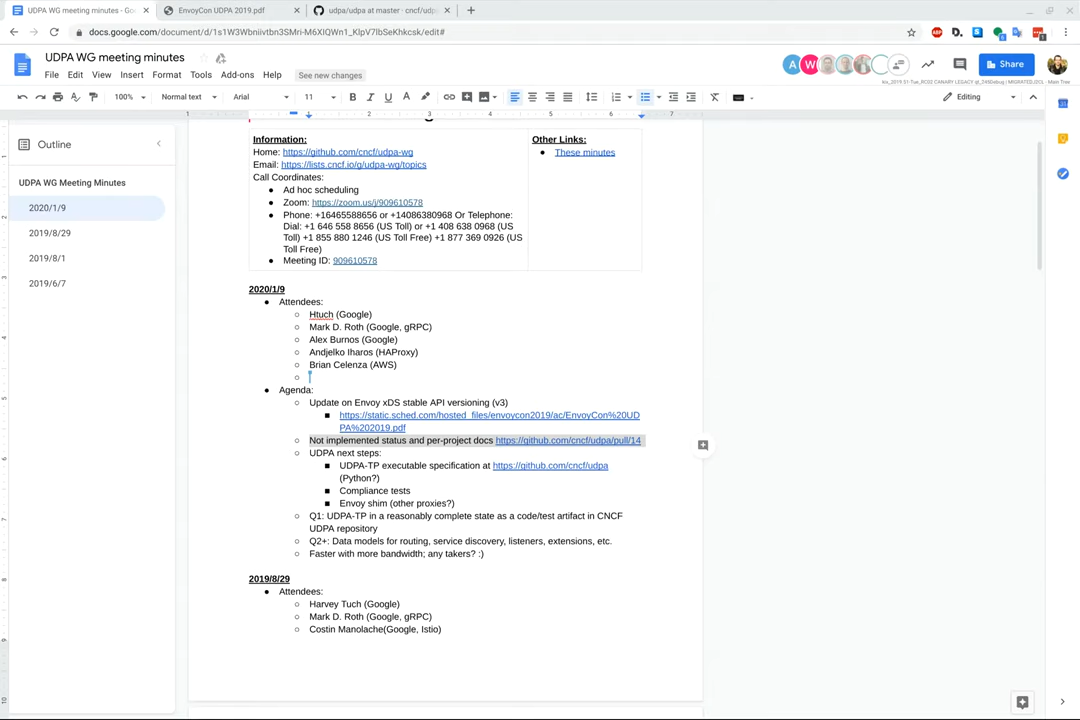 UDPA WG meeting minutes - Go
EnvoyCon UDPA 2019.pdf
udpa/udpa at master · cncf/udp
docs.google.com/document/d/1s1W3Wbniivtbn3SMri-M6XIQWn1_KlpV7lbSeKhkcsk/edit#
UDPA WG meeting minutes
File Edit View Insert Format Tools Add-ons Help See new changes
Share
100% Normal text Arial 11
Editing
Outline
UDPA WG Meeting Minutes
2020/1/9
2019/8/29
2019/8/1
2019/6/7
Information:
Home: https://github.com/cncf/udpa-wg
Email: https://lists.cncf.io/g/udpa-wg/topics
Call Coordinates:
Ad hoc scheduling
Zoom: https://zoom.us/j/909610578
Phone: +16465588656 or +14086380968 Or Telephone:
Dial: +1 646 558 8656 (US Toll) or +1 408 638 0968 (US
Toll) +1 855 880 1246 (US Toll Free) +1 877 369 0926 (US
Toll Free)
Meeting ID: 909610578
Other Links:
These minutes
2020/1/9
Attendees:
Htuch (Google)
Mark D. Roth (Google, gRPC)
Alex Burnos (Google)
Andjelko Iharos (HAProxy)
Brian Celenza (AWS)
Agenda:
Update on Envoy xDS stable API versioning (v3)
https://static.sched.com/hosted_files/envoycon2019/ac/EnvoyCon%20UD
PA%202019.pdf
Not implemented status and per-project docs https://github.com/cncf/udpa/pull/14
UDPA next steps:
UDPA-TP executable specification at https://github.com/cncf/udpa
(Python?)
Compliance tests
Envoy shim (other proxies?)
Q1: UDPA-TP in a reasonably complete state as a code/test artifact in CNCF
UDPA repository
Q2+: Data models for routing, service discovery, listeners, extensions, etc.
Faster with more bandwidth; any takers? :)
2019/8/29
Attendees:
Harvey Tuch (Google)
Mark D. Roth (Google, gRPC)
Costin Manolache(Google, Istio)